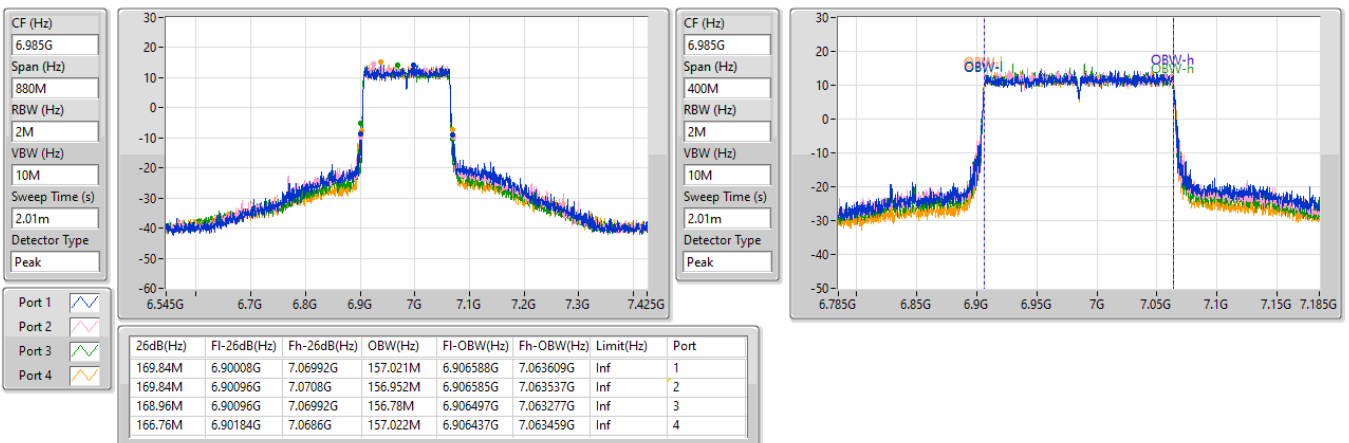 CF (Hz)
6.985G
Span (Hz)
880M
RBW (Hz)
2M
VBW (Hz)
10M
Sweep Time (s)
2.01m
Detector Type
Peak
30
20
10
0
-10
-20
-30
-40
-50
-60
6.545G 6.7G 6.8G 6.9G 7G 7.1G 7.2G 7.3G 7.425G
CF (Hz)
6.985G
Span (Hz)
400M
RBW (Hz)
2M
VBW (Hz)
10M
Sweep Time (s)
2.01m
Detector Type
Peak
30
20
10
0
-10
-20
-30
-40
-50
OBW-l OBW-h
OBW-h
6.785G 6.85G 6.9G 6.95G 7G 7.05G 7.1G 7.15G 7.185G
Port 1
Port 2
Port 3
Port 4
26dB(Hz) Fl-26dB(Hz) Fh-26dB(Hz) OBW(Hz) Fl-OBW(Hz) Fh-OBW(Hz) Limit(Hz) Port
169.84M 6.90008G 7.06992G 157.021M 6.906588G 7.063609G Inf 1
169.84M 6.90096G 7.0708G 156.952M 6.906585G 7.063537G Inf 2
168.96M 6.90096G 7.06992G 156.78M 6.906497G 7.063277G Inf 3
166.76M 6.90184G 7.0686G 157.022M 6.906437G 7.063459G Inf 4